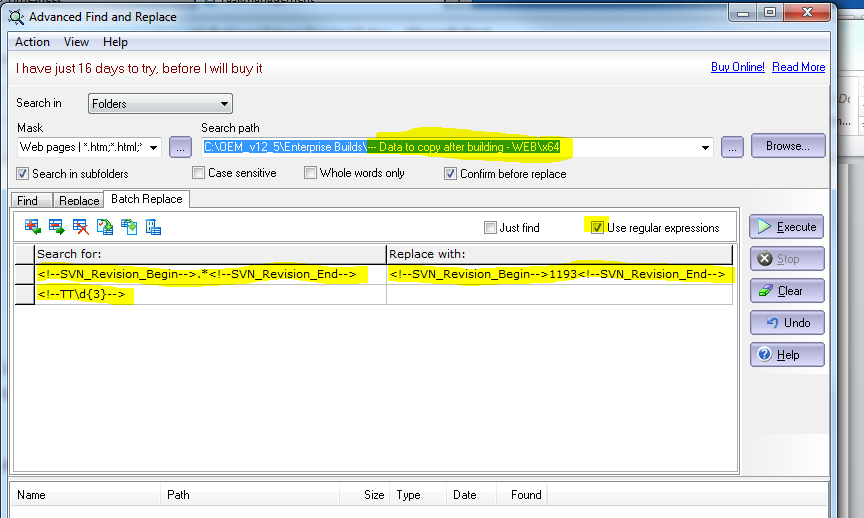 Advanced Find and Replace
Action View Help
I have just 16 days to try, before I will buy it
Buy Online! Read More
Search in Folders
Mask Search path
Web pages | *.htm;*.html;* ... C:\OEM_v12_5\Enterprise Builds\--- Data to copy after building - WEB\x64 ... Browse...
Search in subfolders Case sensitive Whole words only Confirm before replace
Find Replace Batch Replace
Just find Use regular expressions Execute
Search for: Replace with:
Stop
<!--SVN_Revision_Begin-->.*<!--SVN_Revision_End--> <!--SVN_Revision_Begin-->1193<!--SVN_Revision_End-->
<!--TT\d{3}--> Clear
Undo
Help
Name Path Size Type Date Found